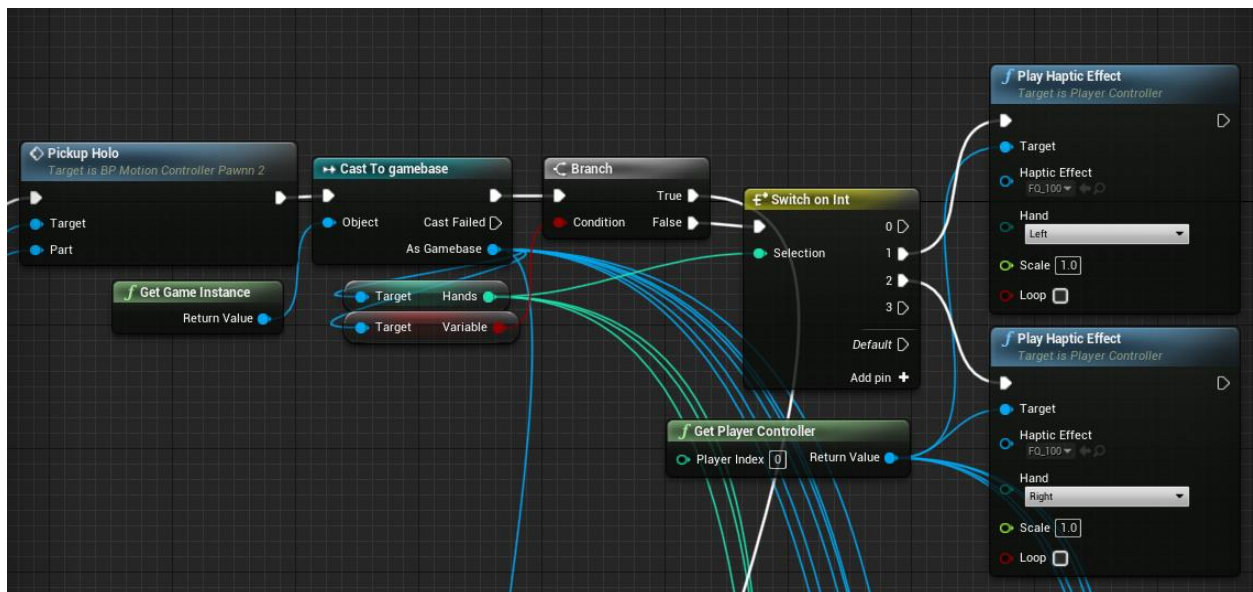 Pickup Holo
Target is BP Motion Controller Pawnn 2
Target
Part
Get Game Instance
Return Value
Cast To gamebase
Object
Cast Failed
As Gamebase
Target Hands
Target Variable
Branch
True
Condition False
Switch on Int
0
Selection
1
2
3
Default
Add pin +
Get Player Controller
Player Index 0 Return Value
Play Haptic Effect
Target is Player Controller
Target
Haptic Effect
FQ_100
Hand
Left
Scale 1.0
Loop
Play Haptic Effect
Target is Player Controller
Target
Haptic Effect
FQ_100
Hand
Right
Scale 1.0
Loop